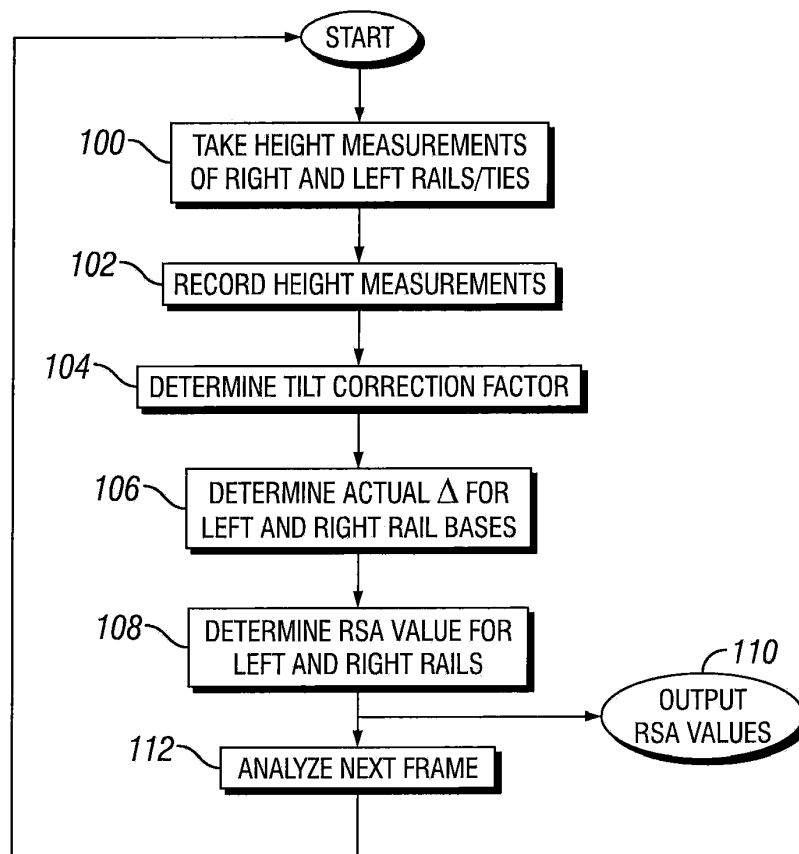 START
100
TAKE HEIGHT MEASUREMENTS
OF RIGHT AND LEFT RAILS/TIES
102
RECORD HEIGHT MEASUREMENTS
104
DETERMINE TILT CORRECTION FACTOR
106
DETERMINE ACTUAL Δ FOR
LEFT AND RIGHT RAIL BASES
108
DETERMINE RSA VALUE FOR
LEFT AND RIGHT RAILS
110
OUTPUT
RSA VALUES
112
ANALYZE NEXT FRAME